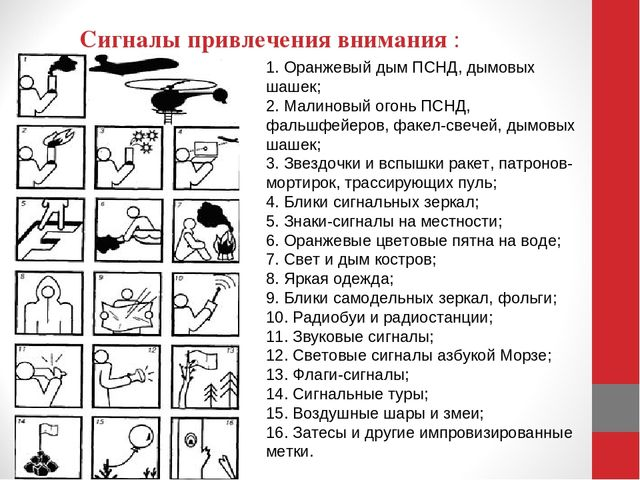 Сигналы привлечения внимания :
1
2
3
4
5
6
7
8
9
10
11
12
13
14
15
16
1. Оранжевый дым ПСНД, дымовых
шашек;
2. Малиновый огонь ПСНД,
фальшфейеров, факел-свечей, дымовых
шашек;
3. Звездочки и вспышки ракет, патронов-
мортирок, трассирующих пуль;
4. Блики сигнальных зеркал;
5. Знаки-сигналы на местности;
6. Оранжевые цветовые пятна на воде;
7. Свет и дым костров;
8. Яркая одежда;
9. Блики самодельных зеркал, фольги;
10. Радиобуи и радиостанции;
11. Звуковые сигналы;
12. Световые сигналы азбукой Морзе;
13. Флаги-сигналы;
14. Сигнальные туры;
15. Воздушные шары и змеи;
16. Затесы и другие импровизированные
метки.